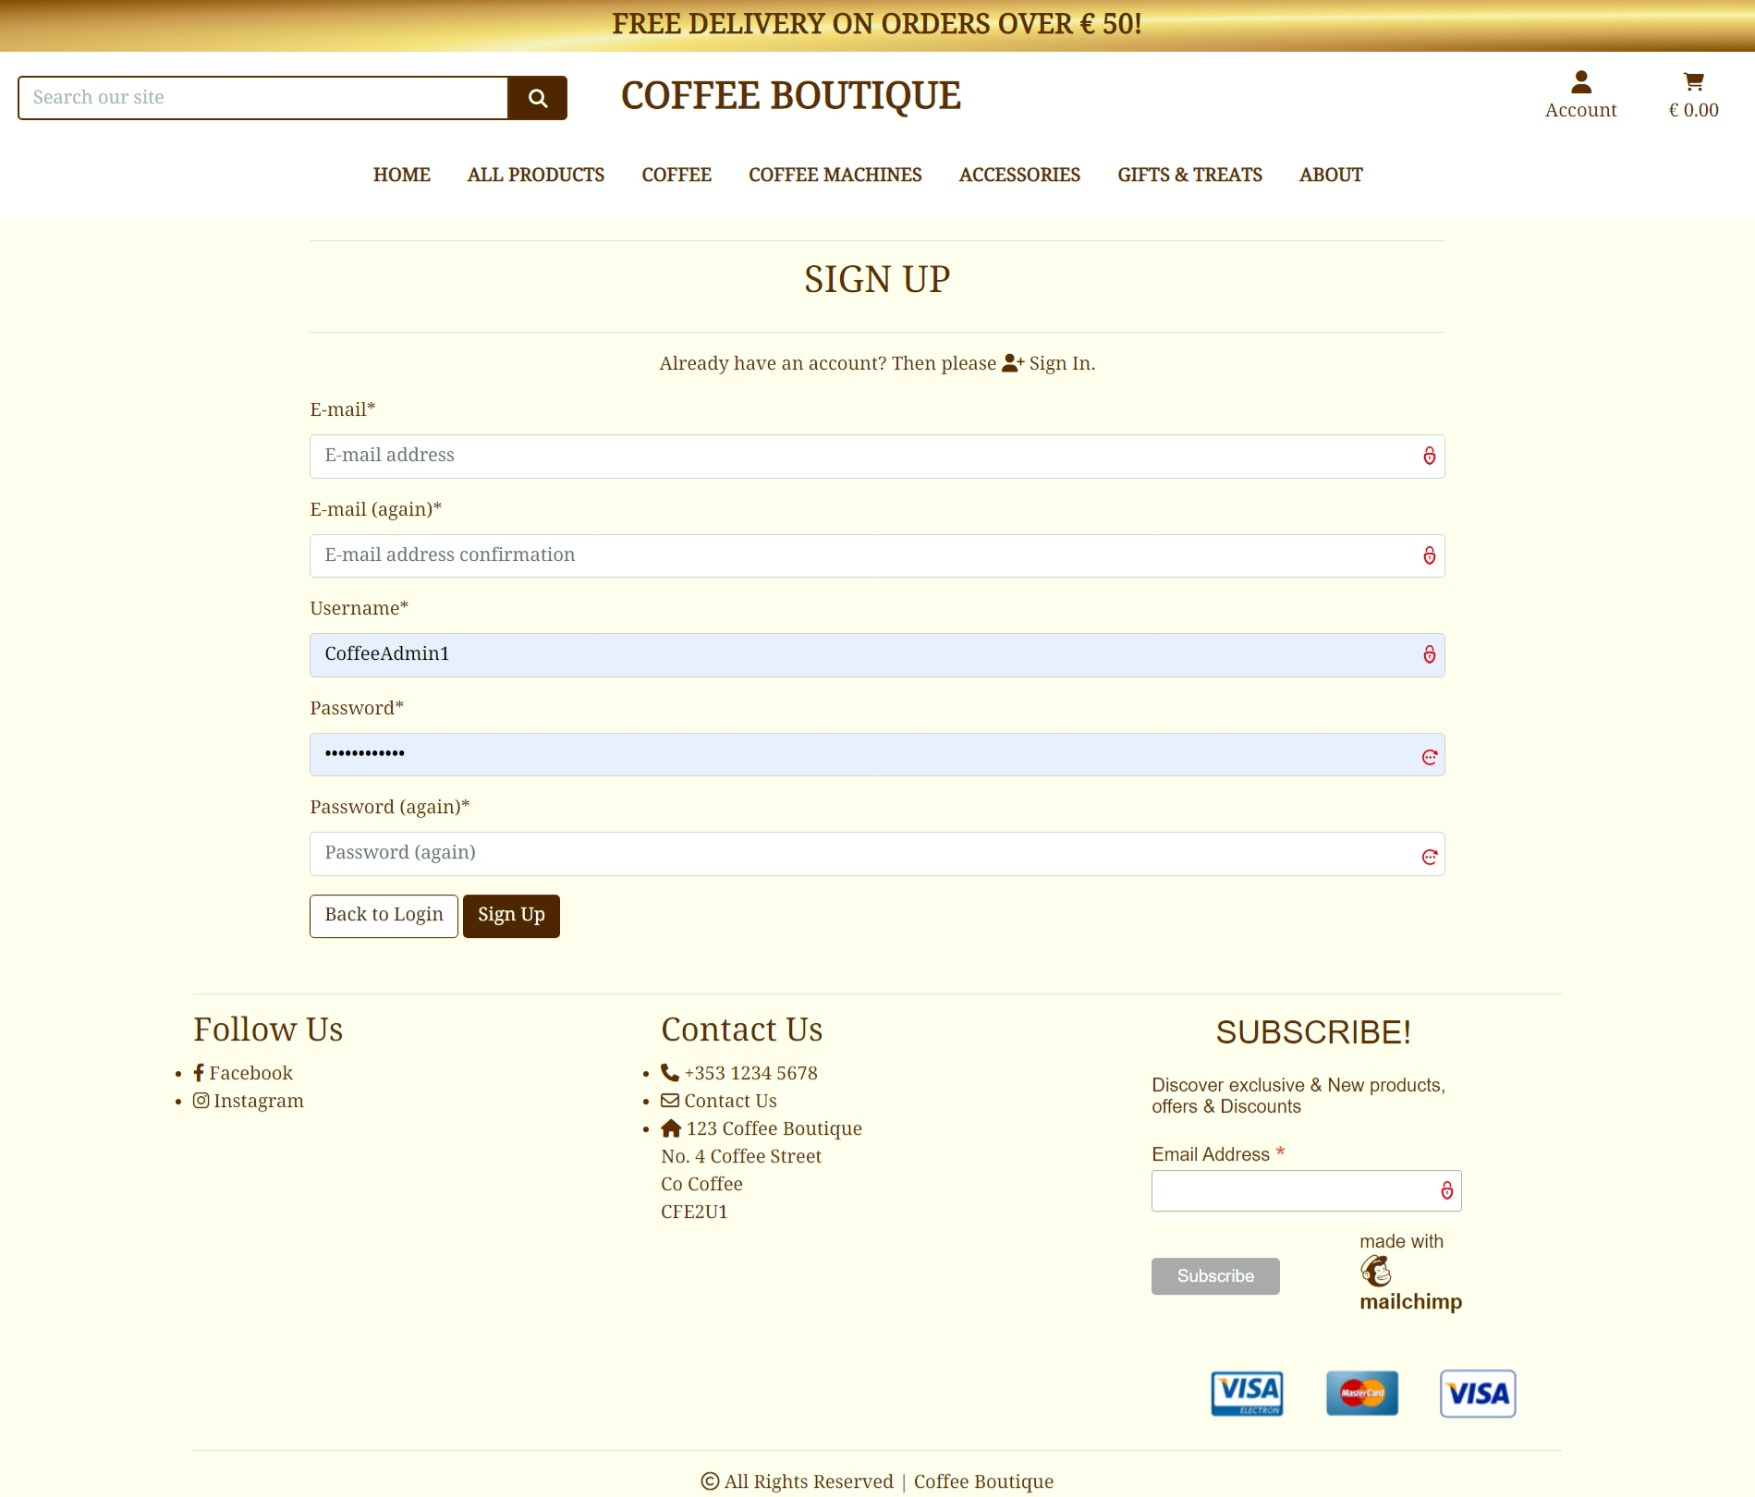 FREE DELIVERY ON ORDERS OVER € 50!
Search our site
COFFEE BOUTIQUE
Account
€ 0.00
HOME ALL PRODUCTS COFFEE COFFEE MACHINES ACCESSORIES GIFTS & TREATS ABOUT
SIGN UP
Already have an account? Then please Sign In.
E-mail*
E-mail address
E-mail (again)*
E-mail address confirmation
Username*
CoffeeAdmin1
Password*
••••••••••••
Password (again)*
Password (again)
Back to Login Sign Up
Follow Us
Facebook
Instagram
Contact Us
+353 1234 5678
Contact Us
123 Coffee Boutique
No. 4 Coffee Street
Co Coffee
CFE2U1
SUBSCRIBE!
Discover exclusive & New products,
offers & Discounts
Email Address *
Subscribe
made with
mailchimp
VISA
ELECTRON
MasterCard
VISA
© All Rights Reserved | Coffee Boutique